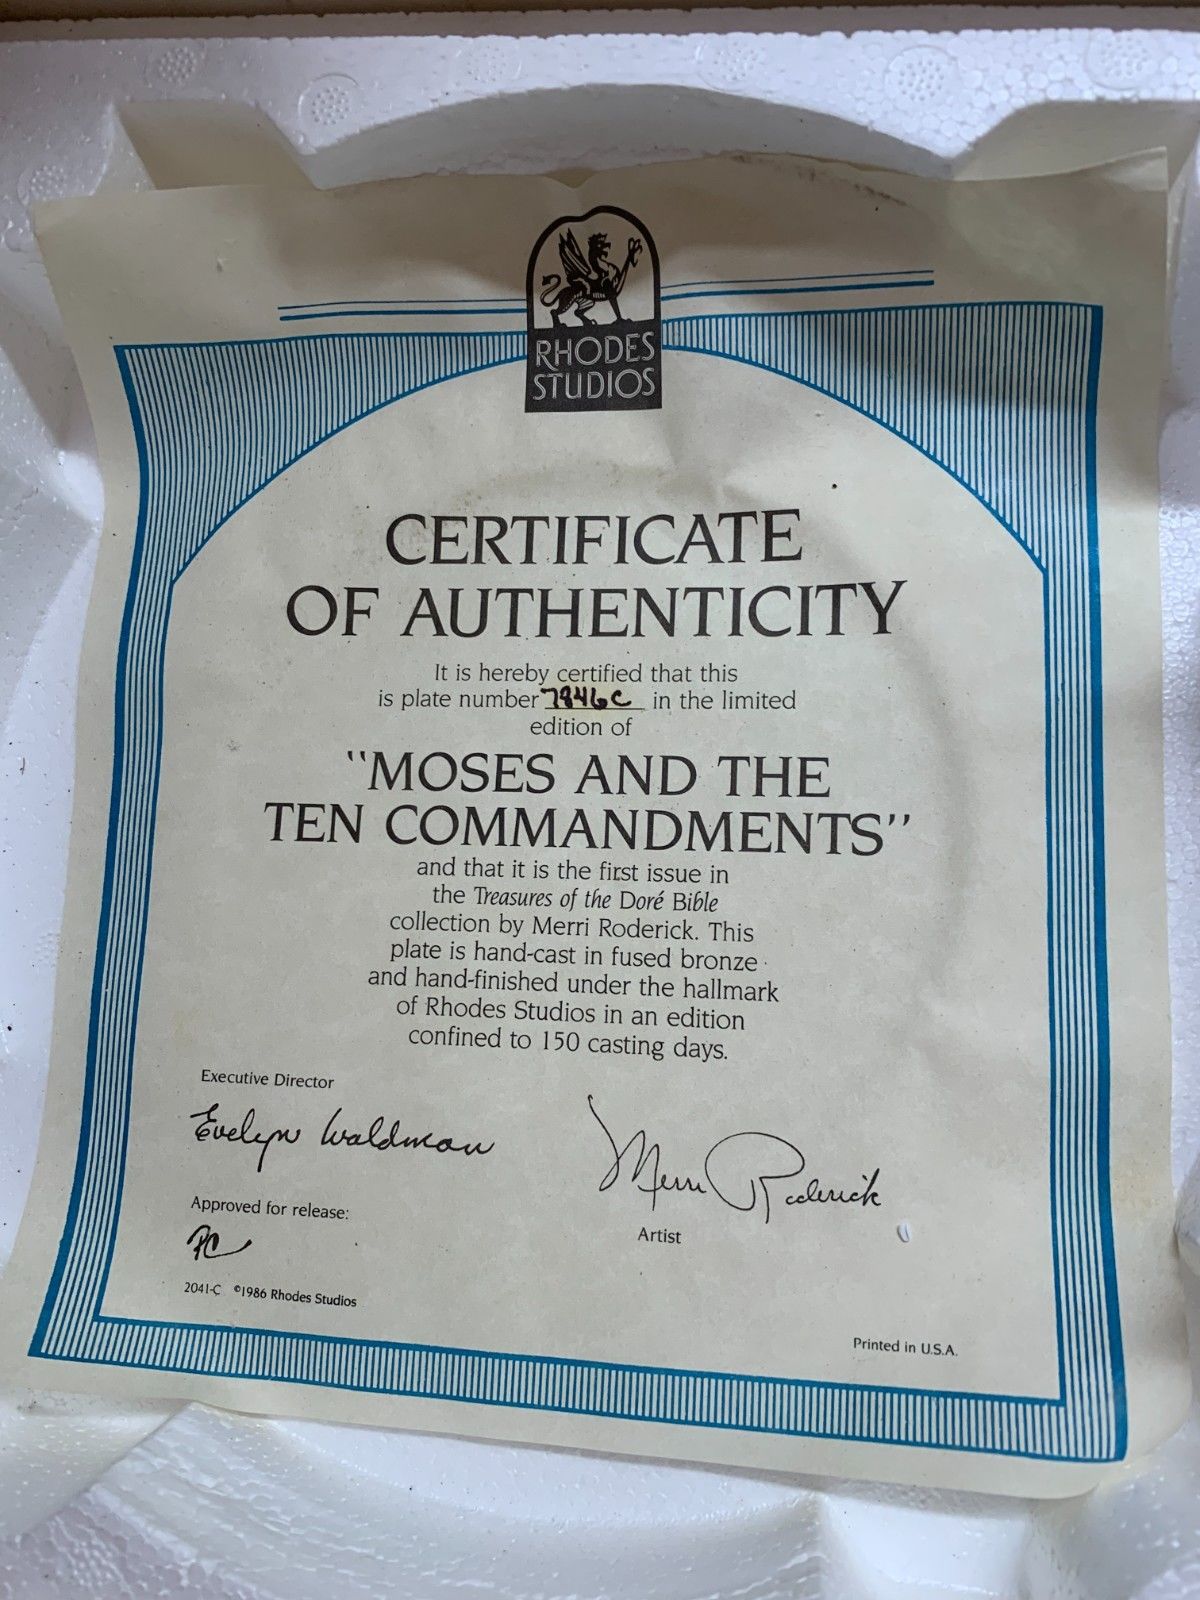 RHODES
STUDIOS
CERTIFICATE
OF AUTHENTICITY
It is hereby certified that this
is plate number 7846C in the limited
edition of
"MOSES AND THE
TEN COMMANDMENTS"
and that it is the first issue in
the Treasures of the Doré Bible
collection by Merri Roderick. This
plate is hand-cast in fused bronze
and hand-finished under the hallmark
of Rhodes Studios in an edition
confined to 150 casting days.
Executive Director
Evelyn Waldman
Merri Roderick
Artist
Approved for release:
PC
2041-C ©1986 Rhodes Studios
Printed in U.S.A.